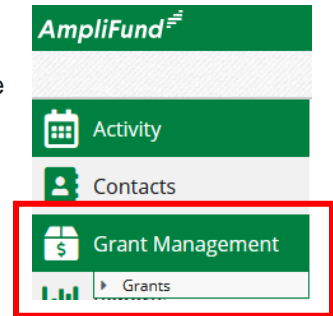 AmpliFund
e
Activity
Contacts
Grant Management
Grants